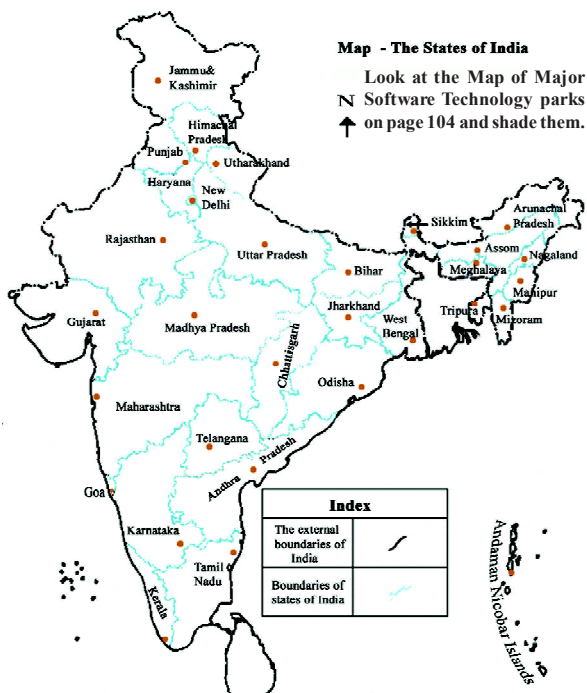 Map - The States of India
Look at the Map of Major
N Software Technology parks
on page 104 and shade them.
Jammu&
Kashimir
Himachal
Pradesh
Punjab
Utharakhand
Haryana
New
Delhi
Rajasthan
Uttar Pradesh
Sikkim
Arunachal
Pradesh
Assom
Nagaland
Meghalaya
Manipur
Bihar
Jharkhand
West
Bengal
Tripura
Mizoram
Gujarat
Madhya Pradesh
Chhattisgarh
Odisha
Maharashtra
Telangana
Andhra Pradesh
Goa
Karnataka
Tamil
Nadu
Kerala
Index
The external
boundaries of
India
Boundaries of
states of India
Andaman Nicobar Islands